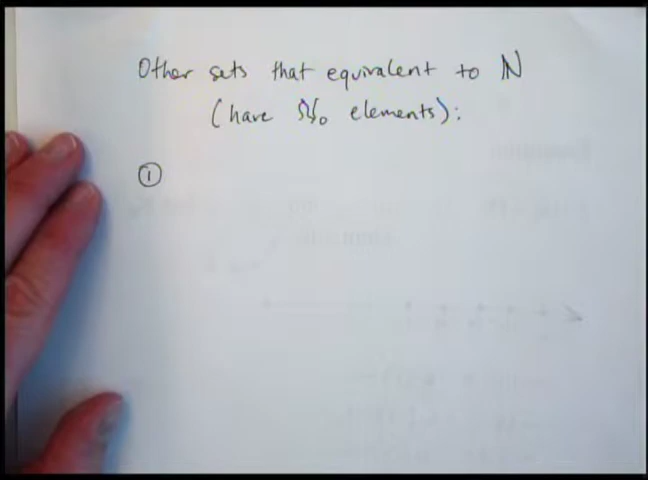 Other sets that equivalent to ℕ
(have ℵ₀ elements):
①